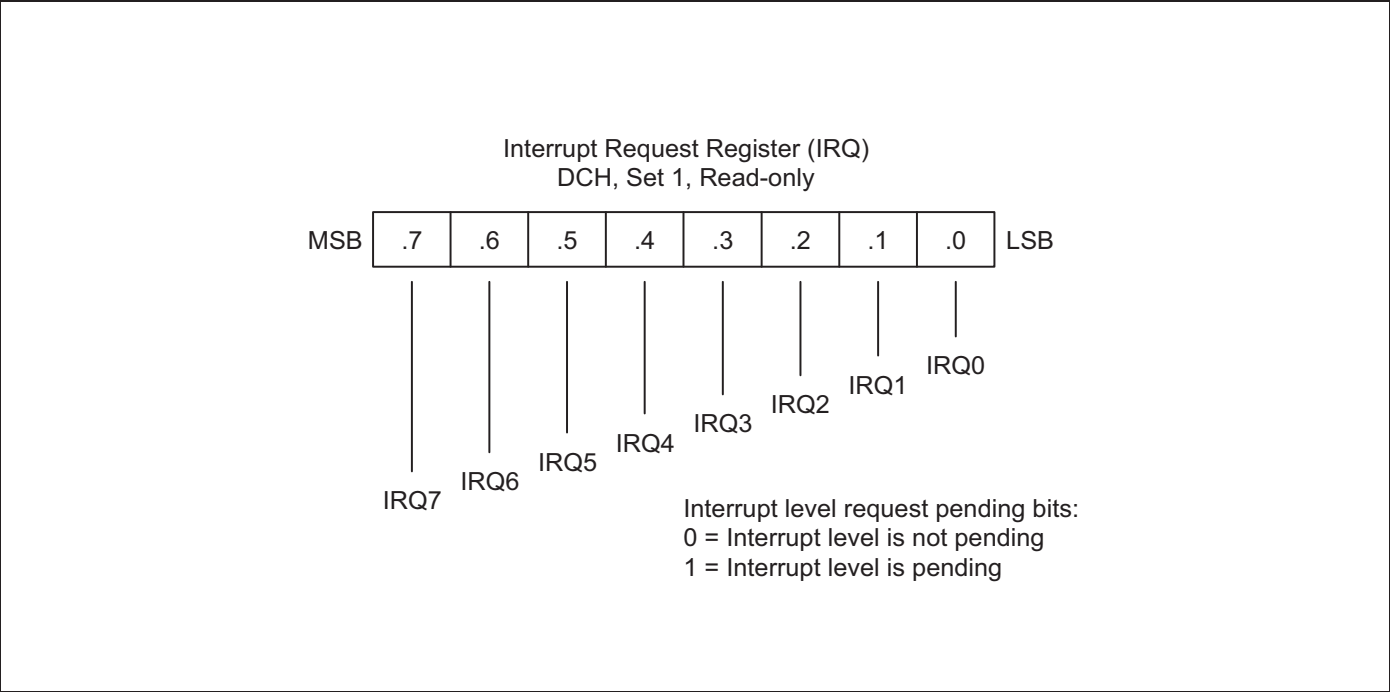 Interrupt Request Register (IRQ)
DCH, Set 1, Read-only
MSB .7 .6 .5 .4 .3 .2 .1 .0 LSB
IRQ0
IRQ1
IRQ2
IRQ3
IRQ4
IRQ5
IRQ6
IRQ7
Interrupt level request pending bits:
0 = Interrupt level is not pending
1 = Interrupt level is pending